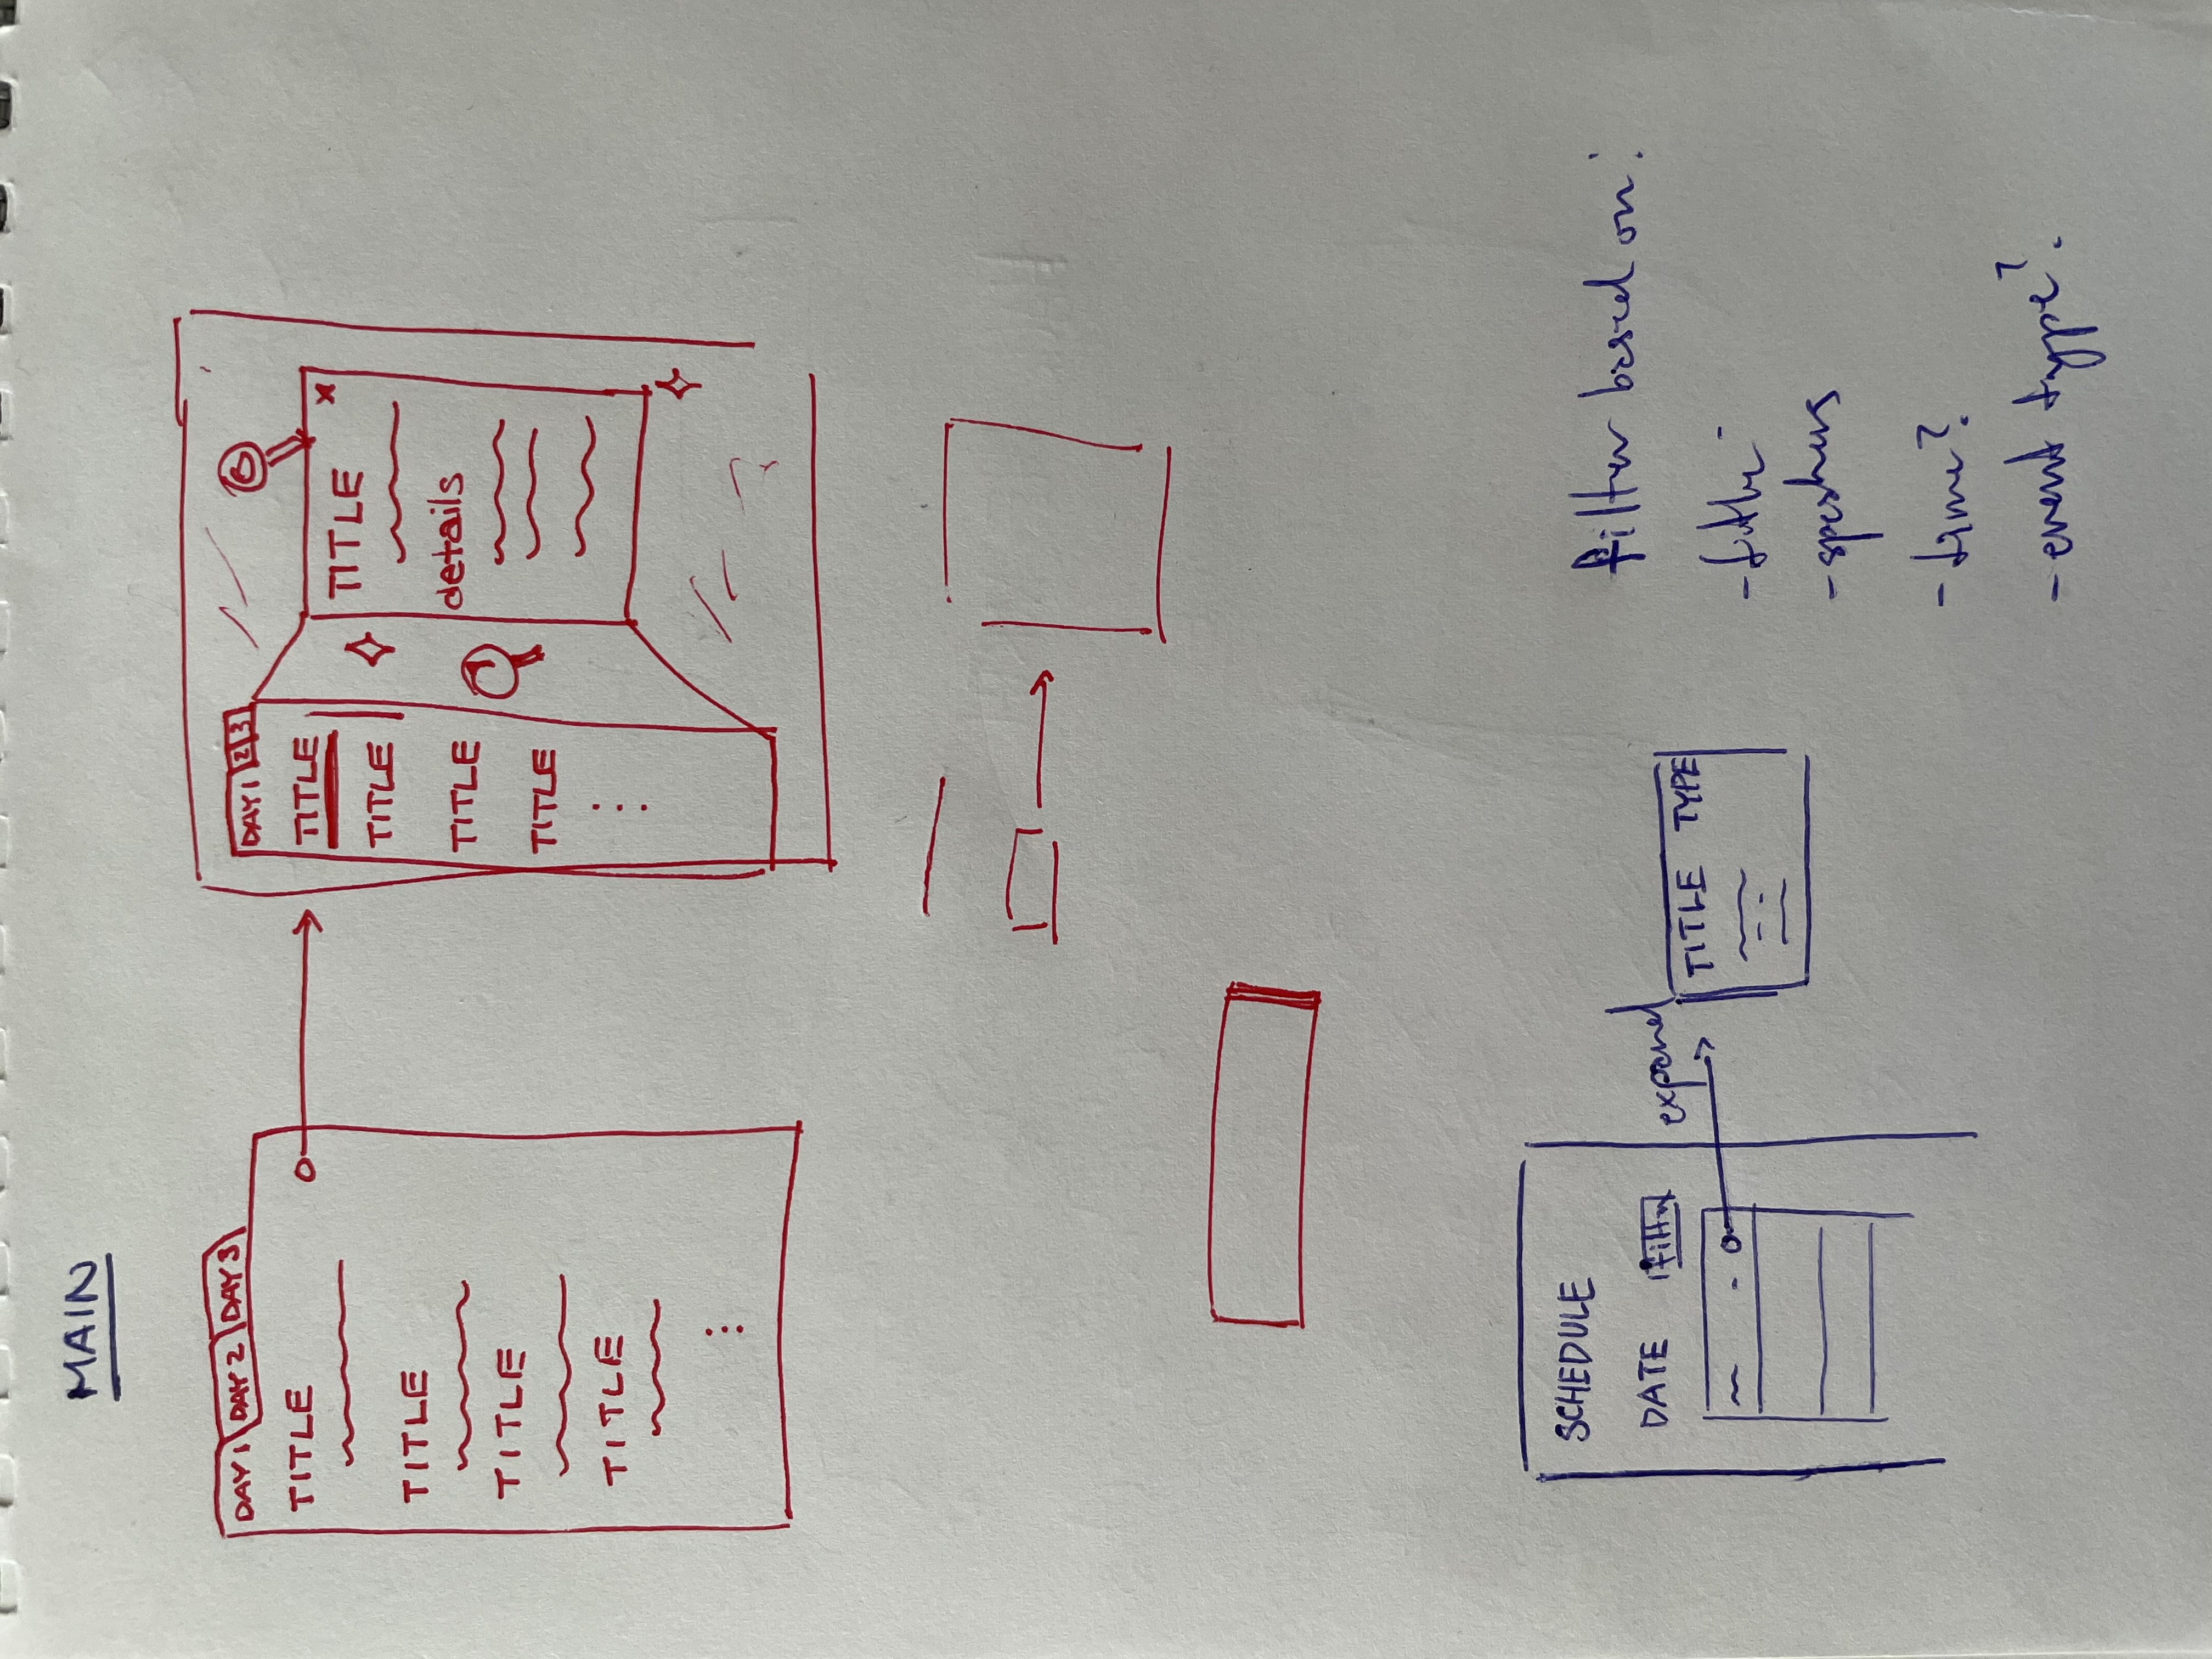 MAIN
DAY 1 DAY 2 DAY 3
TITLE
TITLE
TITLE
TITLE
DAY 1 2 3
TITLE
TITLE
TITLE
TITLE
TITLE x
details
SCHEDULE
DATE filter
expand
TITLE TYPE
filter based on:
- title
- speakers
- time?
- event type?